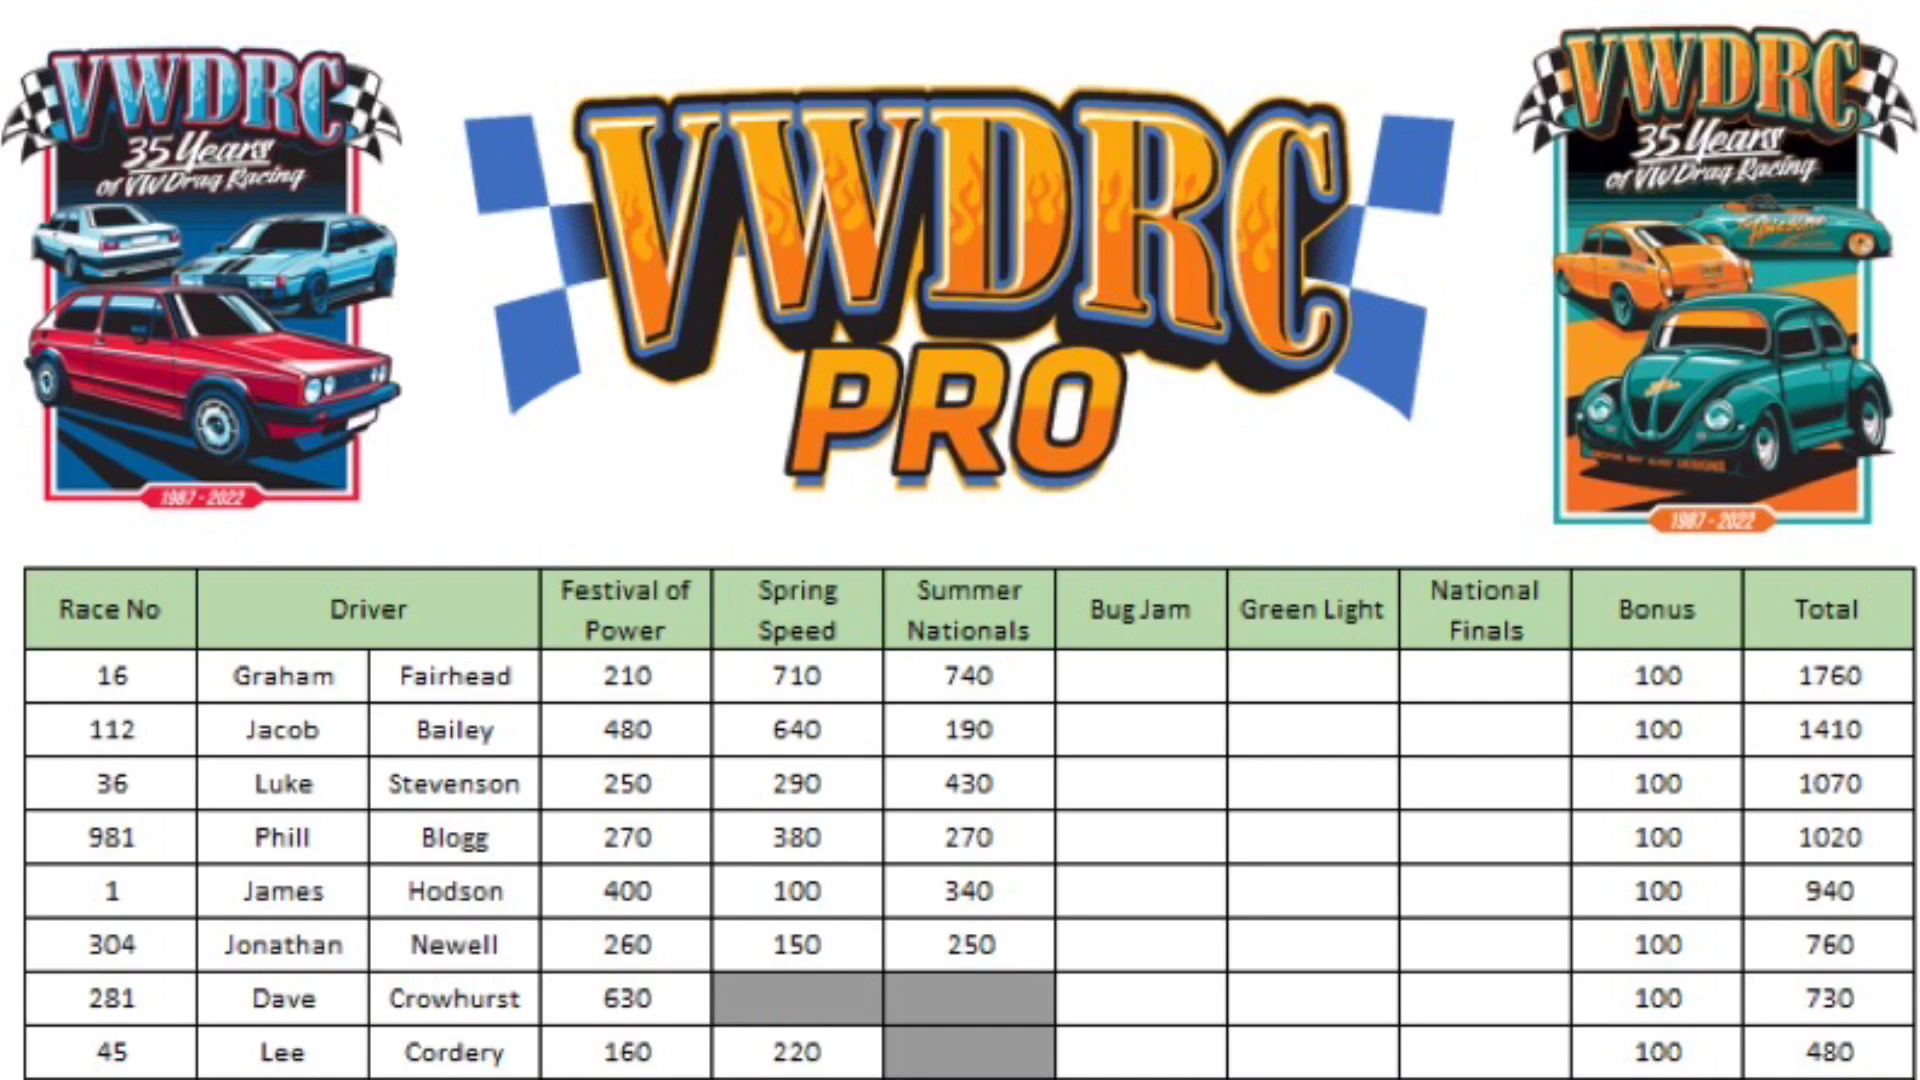 VWDRC
35 Years
of VW Drag Racing
1987 - 2022
VWDRC
PRO
VWDRC
35 Years
of VW Drag Racing
1987 - 2022
Race No Driver Festival of Power Spring Speed Summer Nationals Bug Jam Green Light National Finals Bonus Total
16 Graham Fairhead 210 710 740 100 1760
112 Jacob Bailey 480 640 190 100 1410
36 Luke Stevenson 250 290 430 100 1070
981 Phill Blogg 270 380 270 100 1020
1 James Hodson 400 100 340 100 940
304 Jonathan Newell 260 150 250 100 760
281 Dave Crowhurst 630 100 730
45 Lee Cordery 160 220 100 480